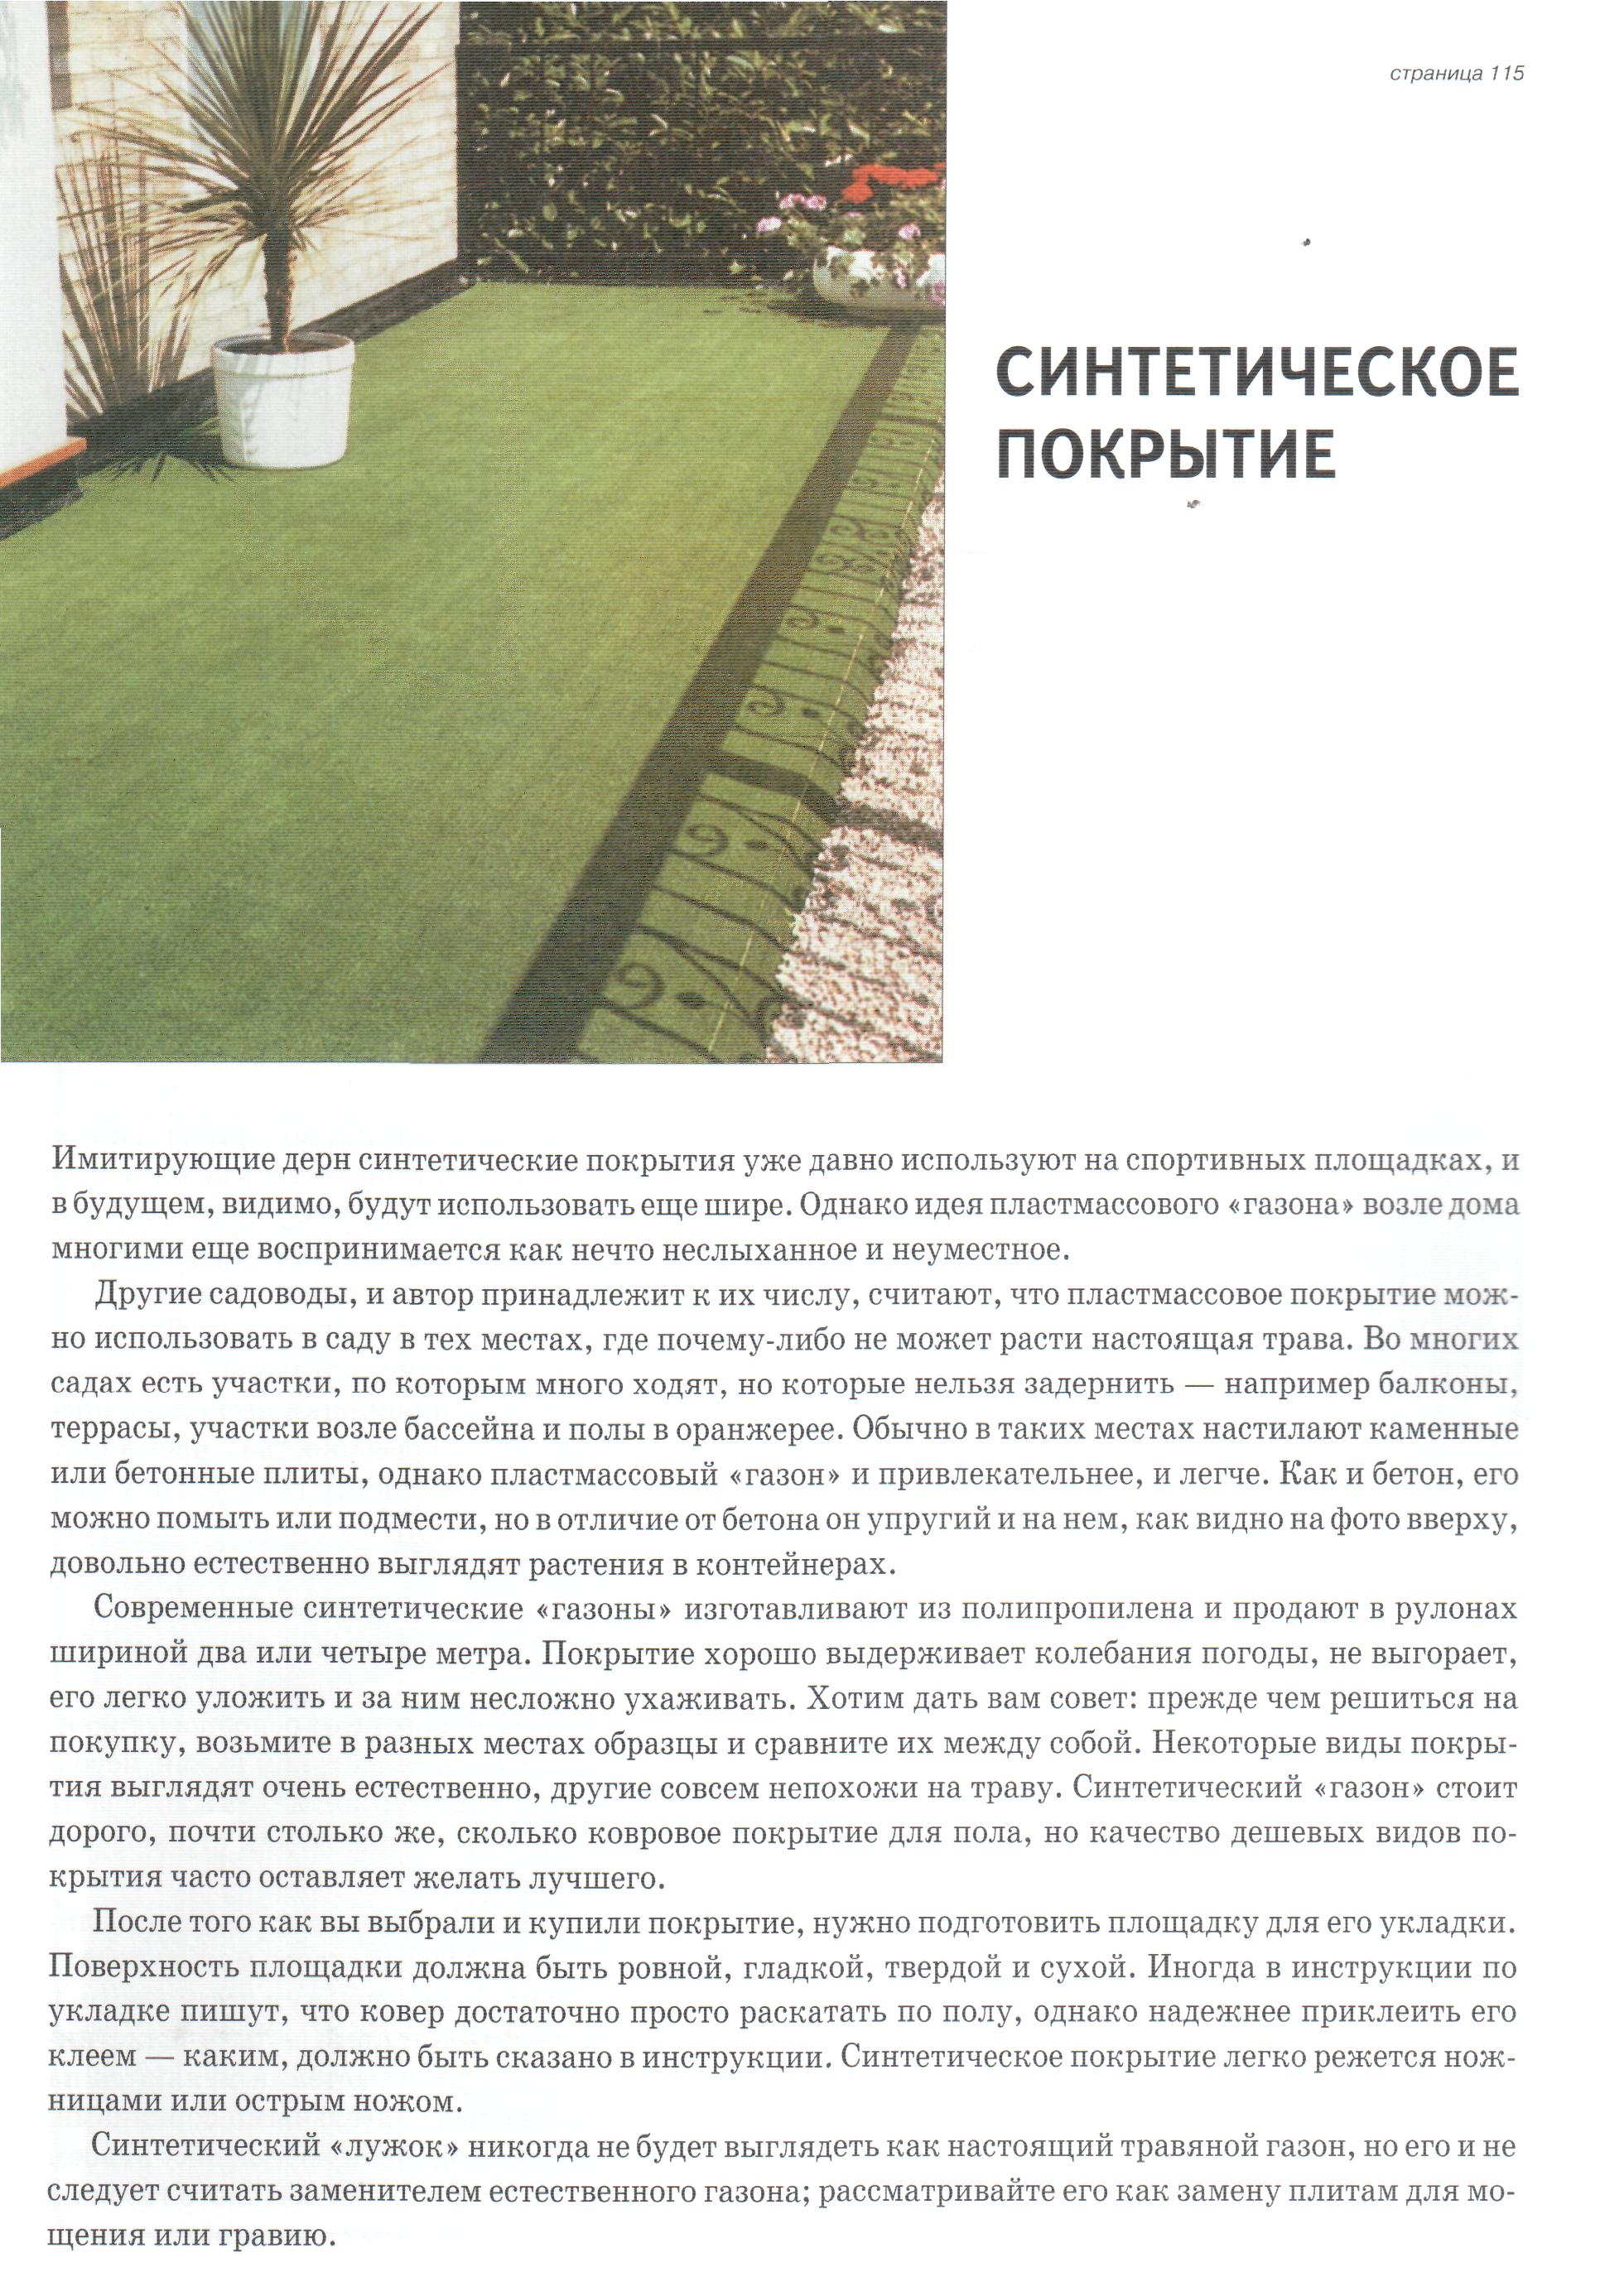 страница 115
СИНТЕТИЧЕСКОЕ
ПОКРЫТИЕ
Имитирующие дерн синтетические покрытия уже давно используют на спортивных площадках, и
в будущем, видимо, будут использовать еще шире. Однако идея пластмассового «газона» возле дома
многими еще воспринимается как нечто неслыханное и неуместное.
Другие садоводы, и автор принадлежит к их числу, считают, что пластмассовое покрытие мож-
но использовать в саду в тех местах, где почему-либо не может расти настоящая трава. Во многих
садах есть участки, по которым много ходят, но которые нельзя задернить — например балконы,
террасы, участки возле бассейна и полы в оранжерее. Обычно в таких местах настилают каменные
или бетонные плиты, однако пластмассовый «газон» и привлекательнее, и легче. Как и бетон, его
можно помыть или подмести, но в отличие от бетона он упругий и на нем, как видно на фото вверху,
довольно естественно выглядят растения в контейнерах.
Современные синтетические «газоны» изготавливают из полипропилена и продают в рулонах
шириной два или четыре метра. Покрытие хорошо выдерживает колебания погоды, не выгорает,
его легко уложить и за ним несложно ухаживать. Хотим дать вам совет: прежде чем решиться на
покупку, возьмите в разных местах образцы и сравните их между собой. Некоторые виды покры-
тия выглядят очень естественно, другие совсем непохожи на траву. Синтетический «газон» стоит
дорого, почти столько же, сколько ковровое покрытие для пола, но качество дешевых видов по-
крытия часто оставляет желать лучшего.
После того как вы выбрали и купили покрытие, нужно подготовить площадку для его укладки.
Поверхность площадки должна быть ровной, гладкой, твердой и сухой. Иногда в инструкции по
укладке пишут, что ковер достаточно просто раскатать по полу, однако надежнее приклеить его
клеем — каким, должно быть сказано в инструкции. Синтетическое покрытие легко режется нож-
ницами или острым ножом.
Синтетический «лужок» никогда не будет выглядеть как настоящий травяной газон, но его и не
следует считать заменителем естественного газона; рассматривайте его как замену плитам для мо-
щения или гравию.